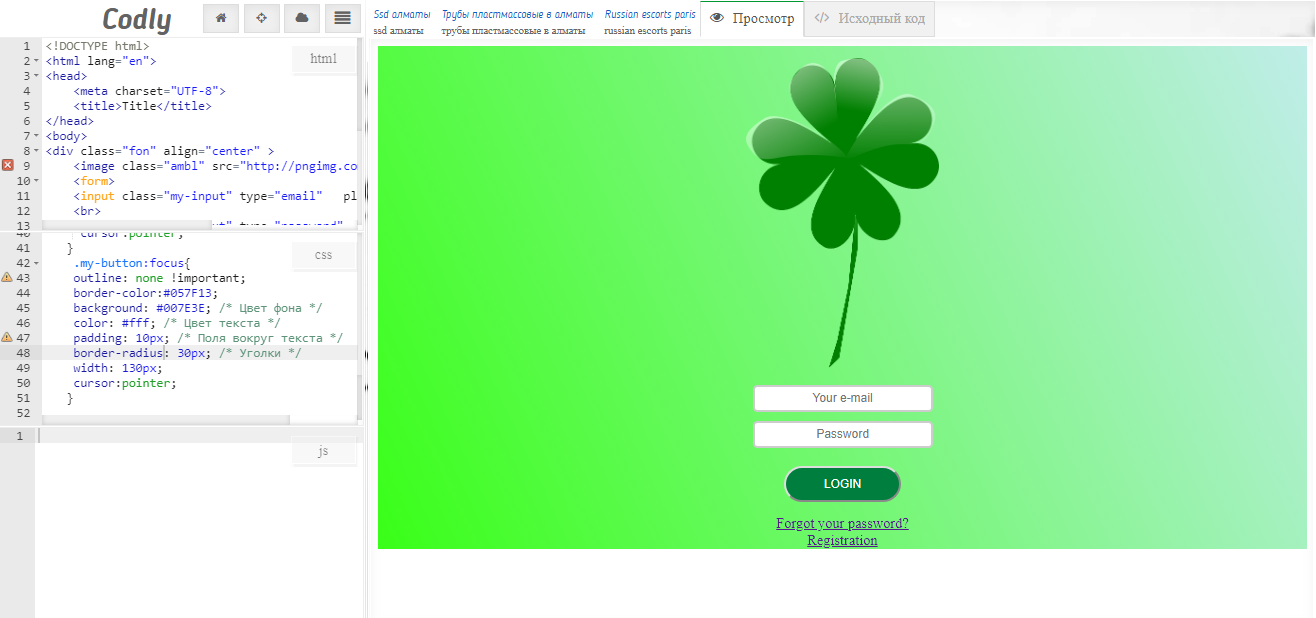 Codly
Ssd алматы Трубы пластмассовые в алматы Russian escorts paris
ssd алматы трубы пластмассовые в алматы russian escorts paris
Просмотр
</> Исходный код
html
1 <!DOCTYPE html>
2 <html lang="en">
3 <head>
4 <meta charset="UTF-8">
5 <title>Title</title>
6 </head>
7 <body>
8 <div class="fon" align="center" >
9 <image class="ambl" src="http://pngimg.co
10 <form>
11 <input class="my-input" type="email" pl
12 <br>
13
css
40 cursor:pointer;
41 }
42 .my-button:focus{
43 outline: none !important;
44 border-color:#057F13;
45 background: #007E3E; /* Цвет фона */
46 color: #fff; /* Цвет текста */
47 padding: 10px; /* Поля вокруг текста */
48 border-radius: 30px; /* Уголки */
49 width: 130px;
50 cursor:pointer;
51 }
52
1
js
Your e-mail
Password
LOGIN
Forgot your password?
Registration